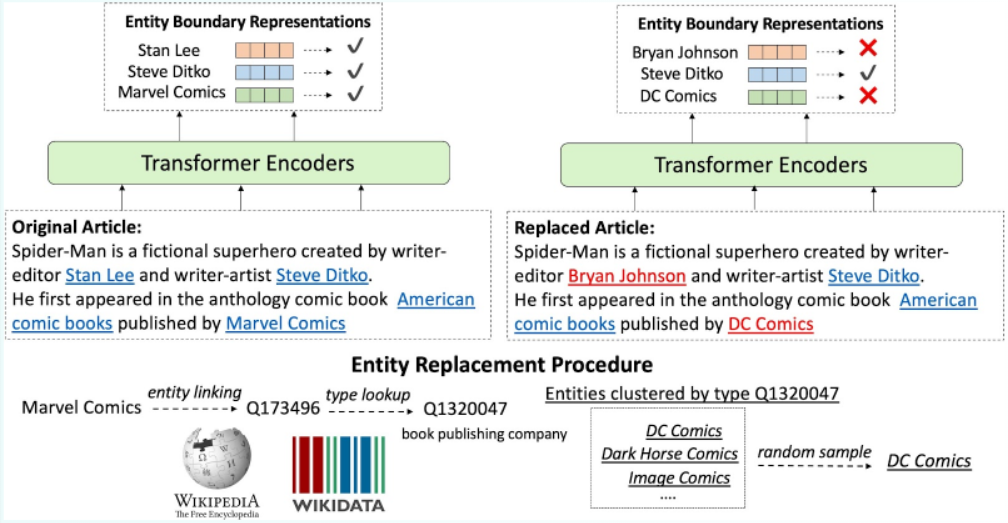 Entity Boundary Representations
Stan Lee
Steve Ditko
Marvel Comics
Transformer Encoders
Original Article:
Spider-Man is a fictional superhero created by writer-
editor Stan Lee and writer-artist Steve Ditko.
He first appeared in the anthology comic book American
comic books published by Marvel Comics
Entity Boundary Representations
Bryan Johnson
Steve Ditko
DC Comics
Transformer Encoders
Replaced Article:
Spider-Man is a fictional superhero created by writer-
editor Bryan Johnson and writer-artist Steve Ditko.
He first appeared in the anthology comic book American
comic books published by DC Comics
Entity Replacement Procedure
Marvel Comics
entity linking
Q173496
type lookup
Q1320047
book publishing company
WIKIPEDIA
The Free Encyclopedia
WIKIDATA
Entities clustered by type Q1320047
DC Comics
Dark Horse Comics
Image Comics
....
random sample
DC Comics